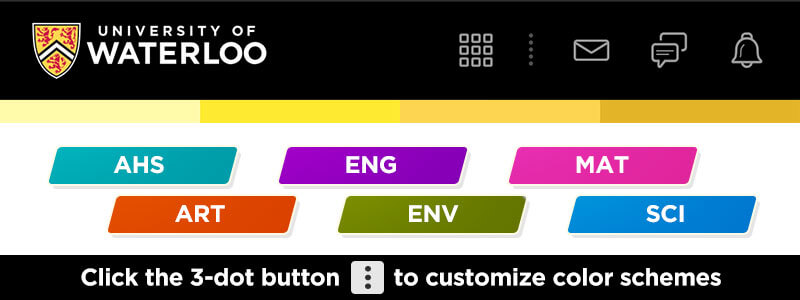 UNIVERSITY OF
WATERLOO
AHS ENG MAT
ART ENV SCI
Click the 3-dot button to customize color schemes